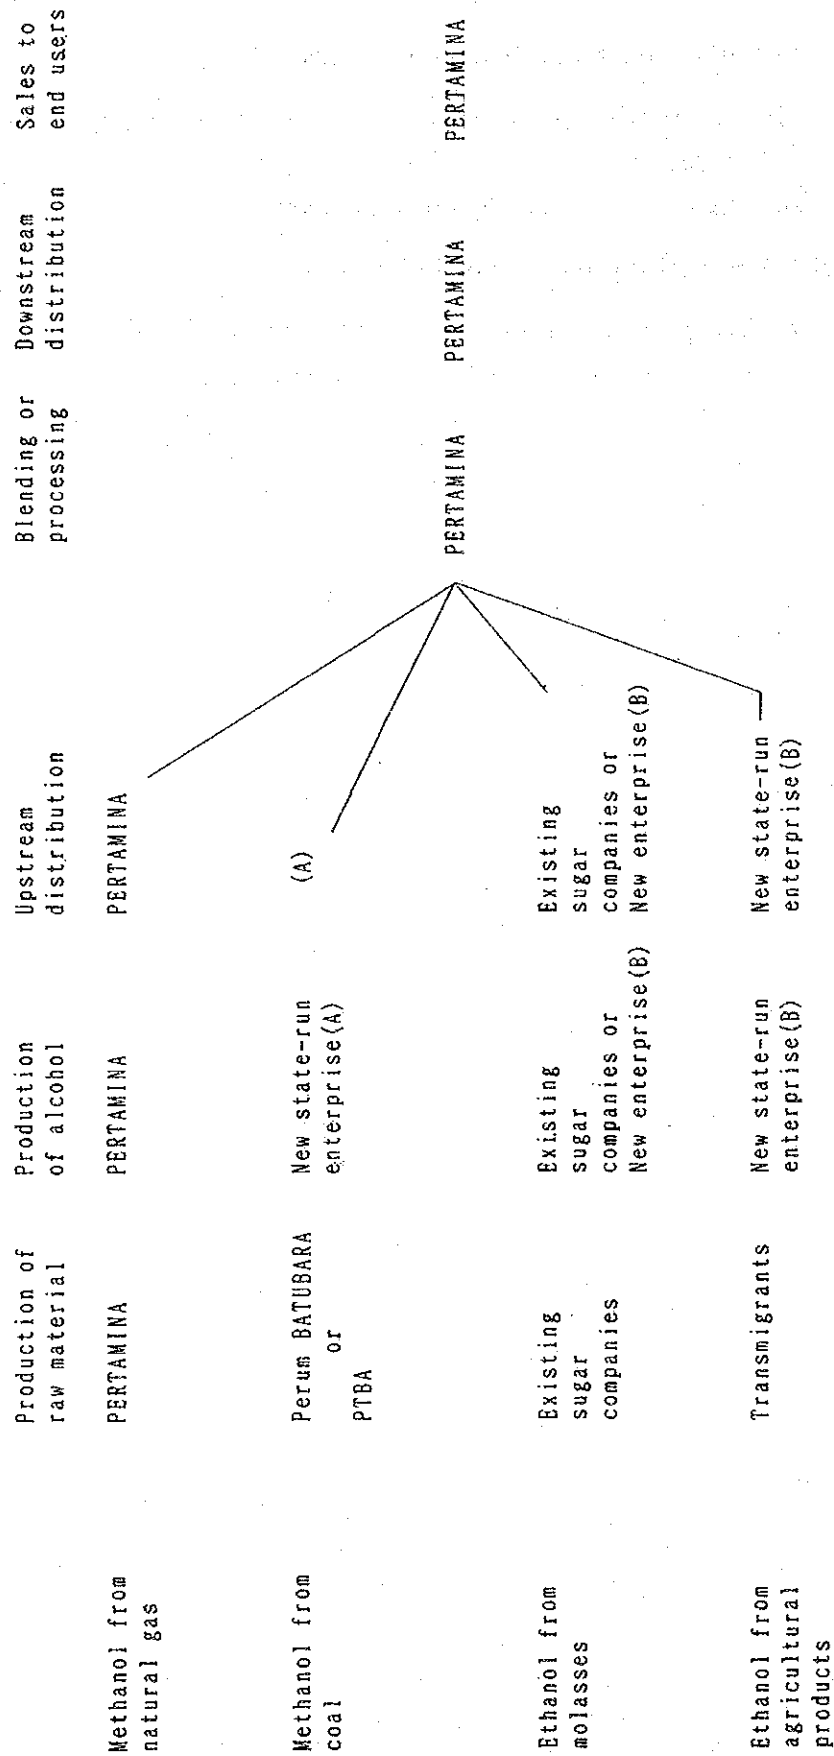 Production of
raw material
Production
of alcohol
Upstream
distribution
Blending or
processing
Downstream
distribution
Sales to
end users
Methanol from
natural gas
PERTAMINA
PERTAMINA
PERTAMINA
Methanol from
coal
Perum BATUBARA
or
PTBA
New state-run
enterprise(A)
(A)
PERTAMINA
PERTAMINA
PERTAMINA
Ethanol from
molasses
Existing
sugar
companies
Existing
sugar
companies or
New enterprise(B)
Existing
sugar
companies or
New enterprise(B)
Ethanol from
agricultural
products
Transmigrants
New state-run
enterprise(B)
New state-run
enterprise(B)